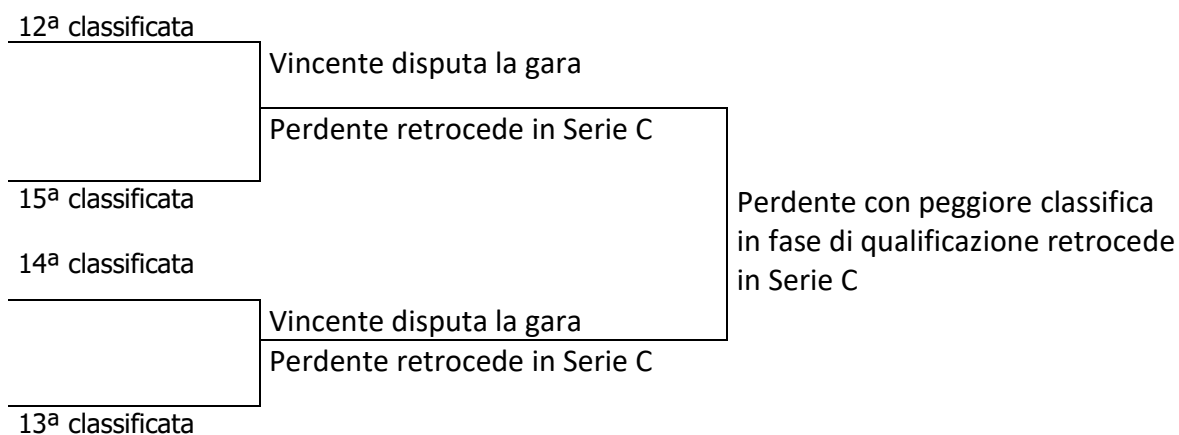 12ª classificata
Vincente disputa la gara
Perdente retrocede in Serie C
15ª classificata
Perdente con peggiore classifica
in fase di qualificazione retrocede
in Serie C
14ª classificata
Vincente disputa la gara
Perdente retrocede in Serie C
13ª classificata